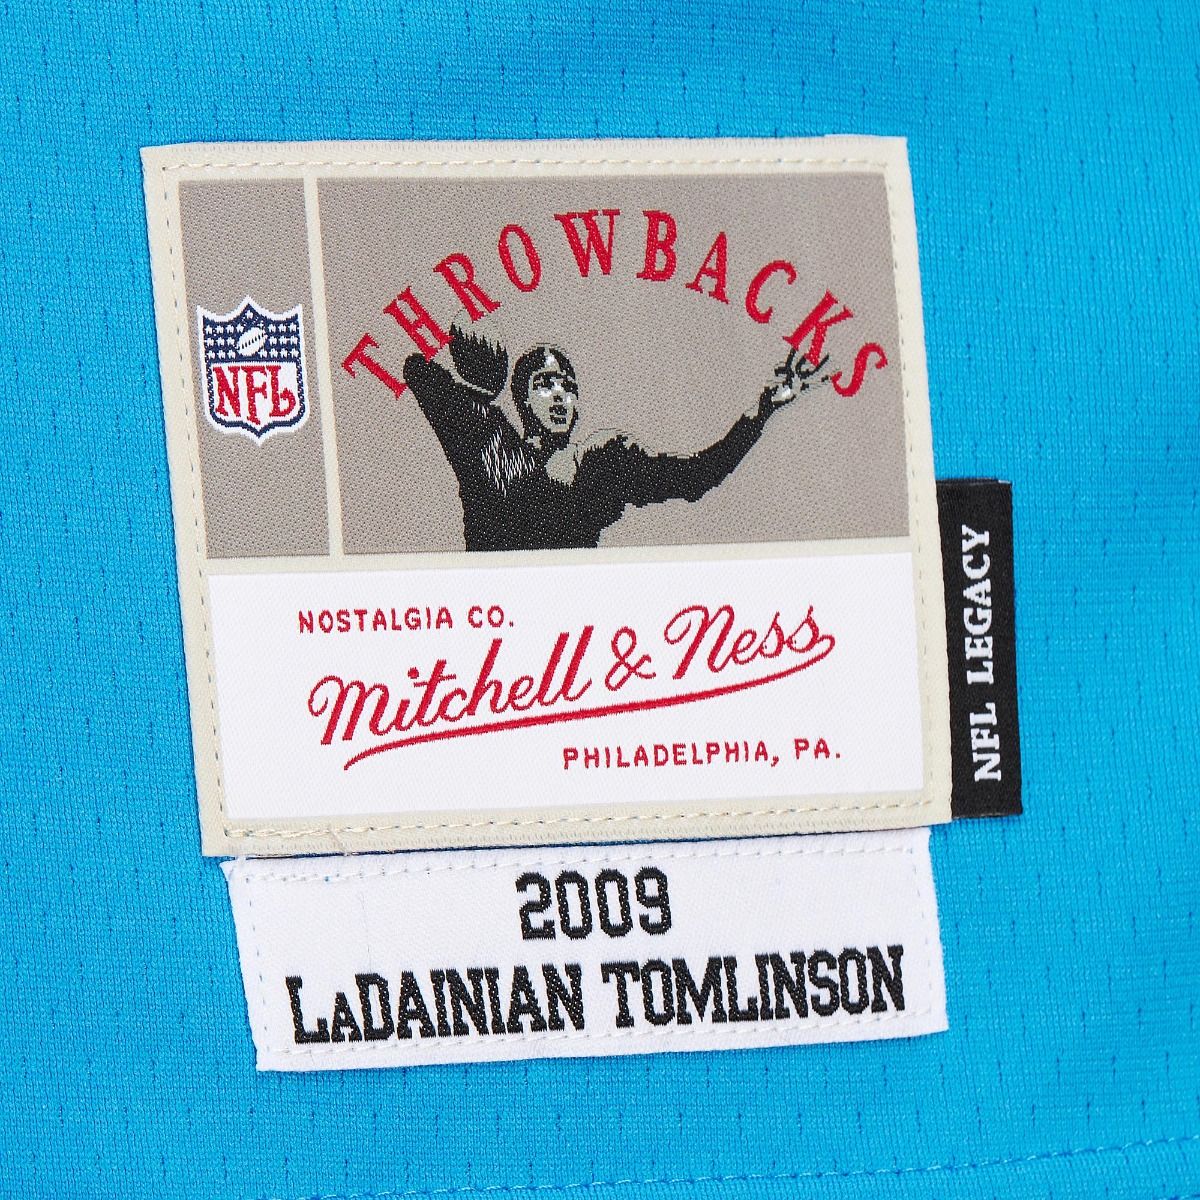 THROWBACKS
NFL
NOSTALGIA CO.
Mitchell & Ness
PHILADELPHIA, PA.
NFL LEGACY
2009
LaDAINIAN TOMLINSON